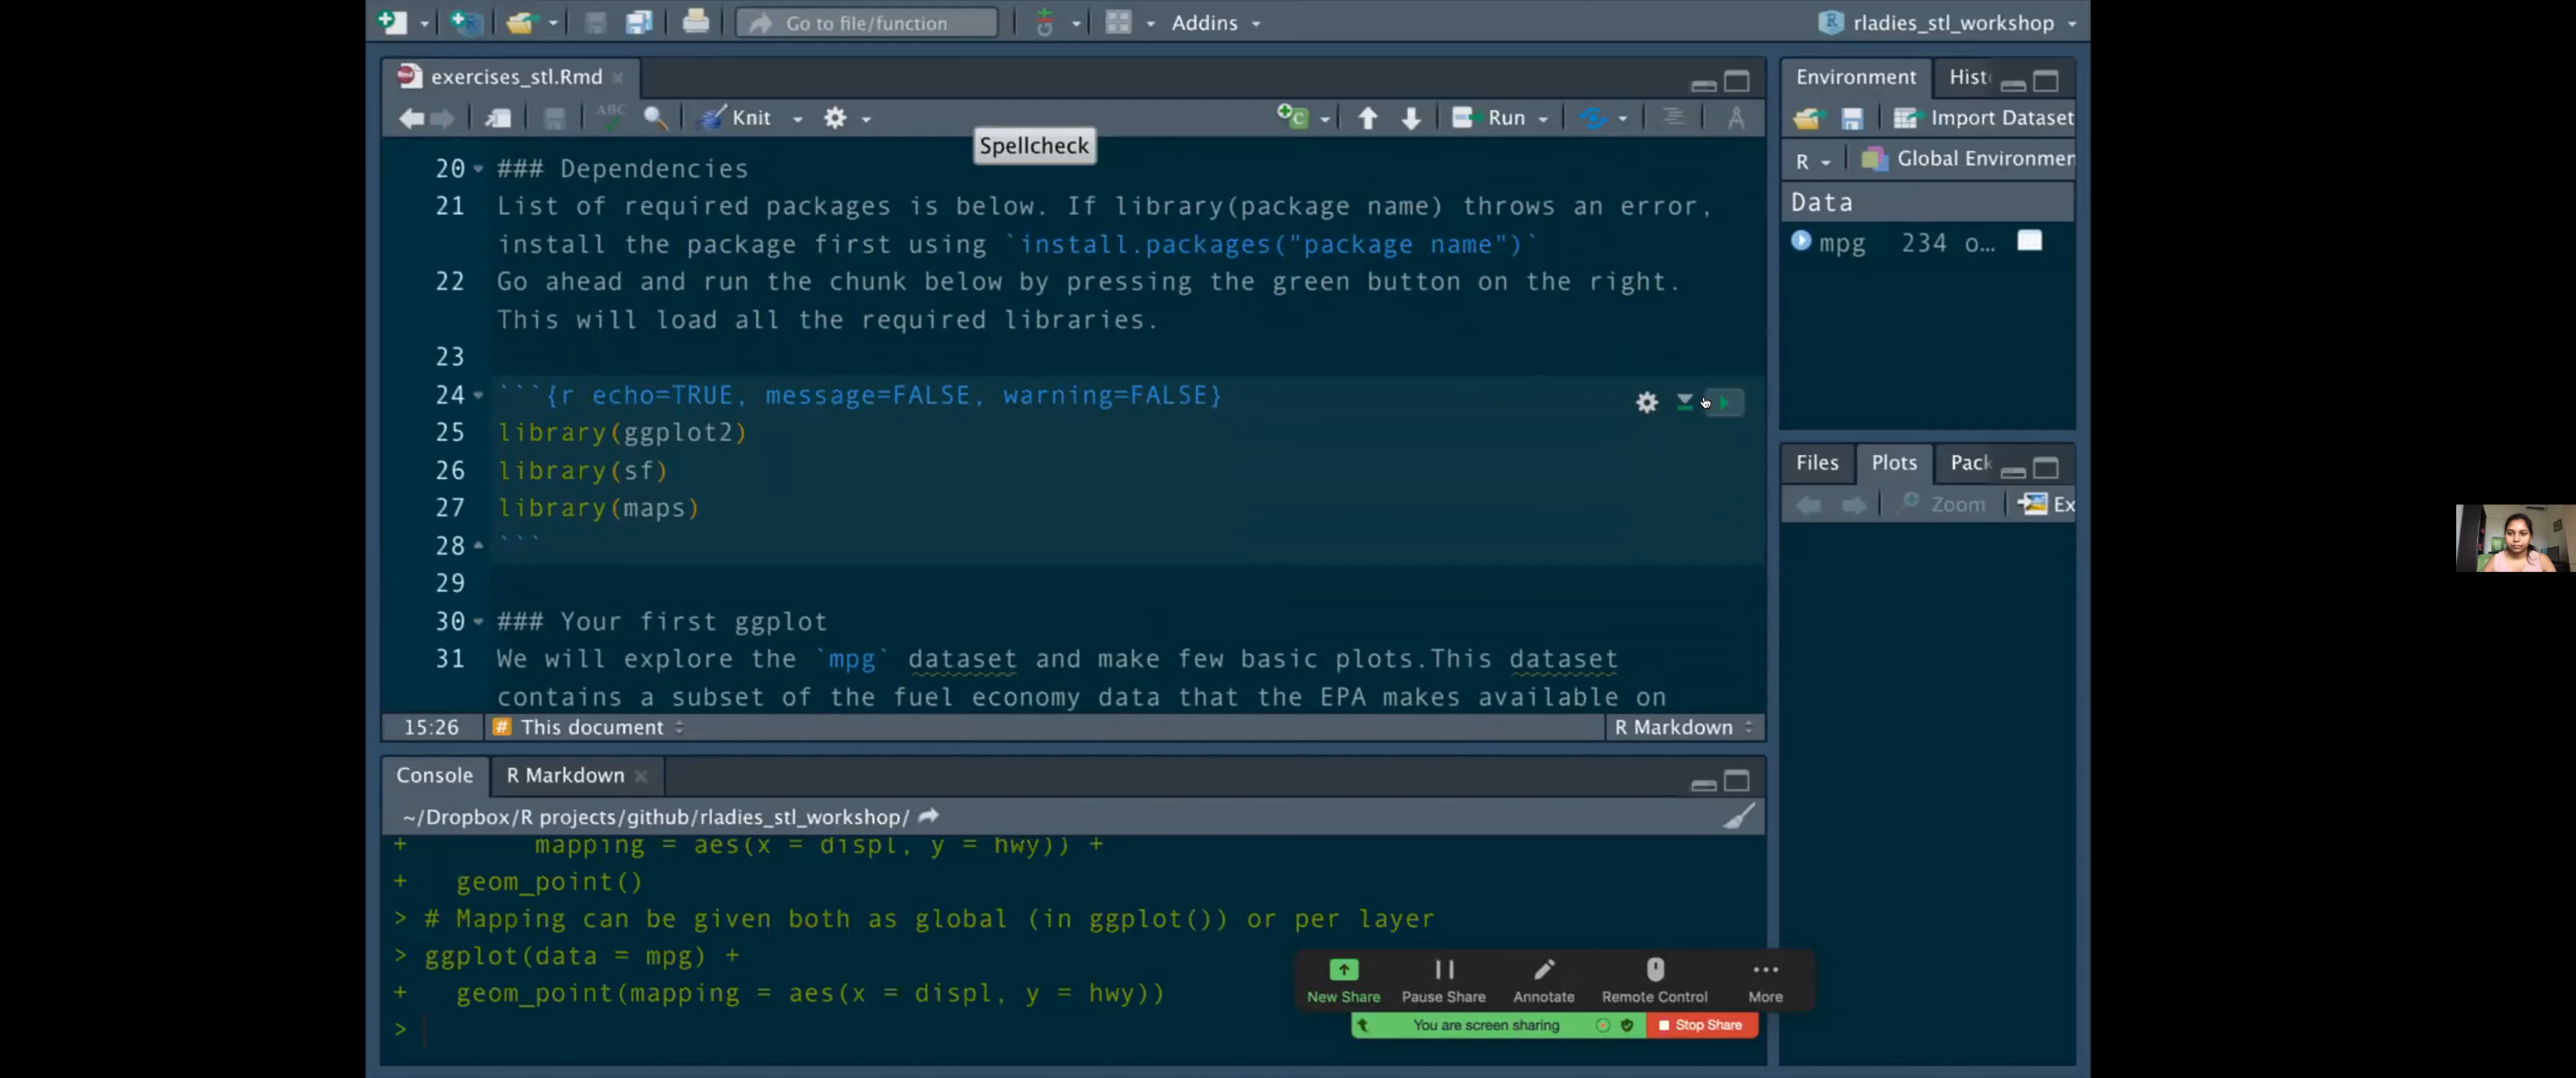 Go to file/function
Addins
rladies_stl_workshop
exercises_stl.Rmd
Environment
Hist
ABC
Knit
Run
Import Dataset
Spellcheck
R
Global Environmen
Data
mpg 234 o...
20 ### Dependencies
21 List of required packages is below. If library(package name) throws an error,
install the package first using `install.packages("package name")`
22 Go ahead and run the chunk below by pressing the green button on the right.
This will load all the required libraries.
23
24 ```{r echo=TRUE, message=FALSE, warning=FALSE}
25 library(ggplot2)
26 library(sf)
27 library(maps)
28 ```
29
30 ### Your first ggplot
31 We will explore the `mpg` dataset and make few basic plots.This dataset
contains a subset of the fuel economy data that the EPA makes available on
15:26
# This document
R Markdown
Files
Plots
Pack
Zoom
Ex
Console
R Markdown
~/Dropbox/R projects/github/rladies_stl_workshop/
+ mapping = aes(x = displ, y = hwy)) +
+ geom_point()
> # Mapping can be given both as global (in ggplot()) or per layer
> ggplot(data = mpg) +
+ geom_point(mapping = aes(x = displ, y = hwy))
>
New Share
Pause Share
Annotate
Remote Control
More
You are screen sharing
Stop Share